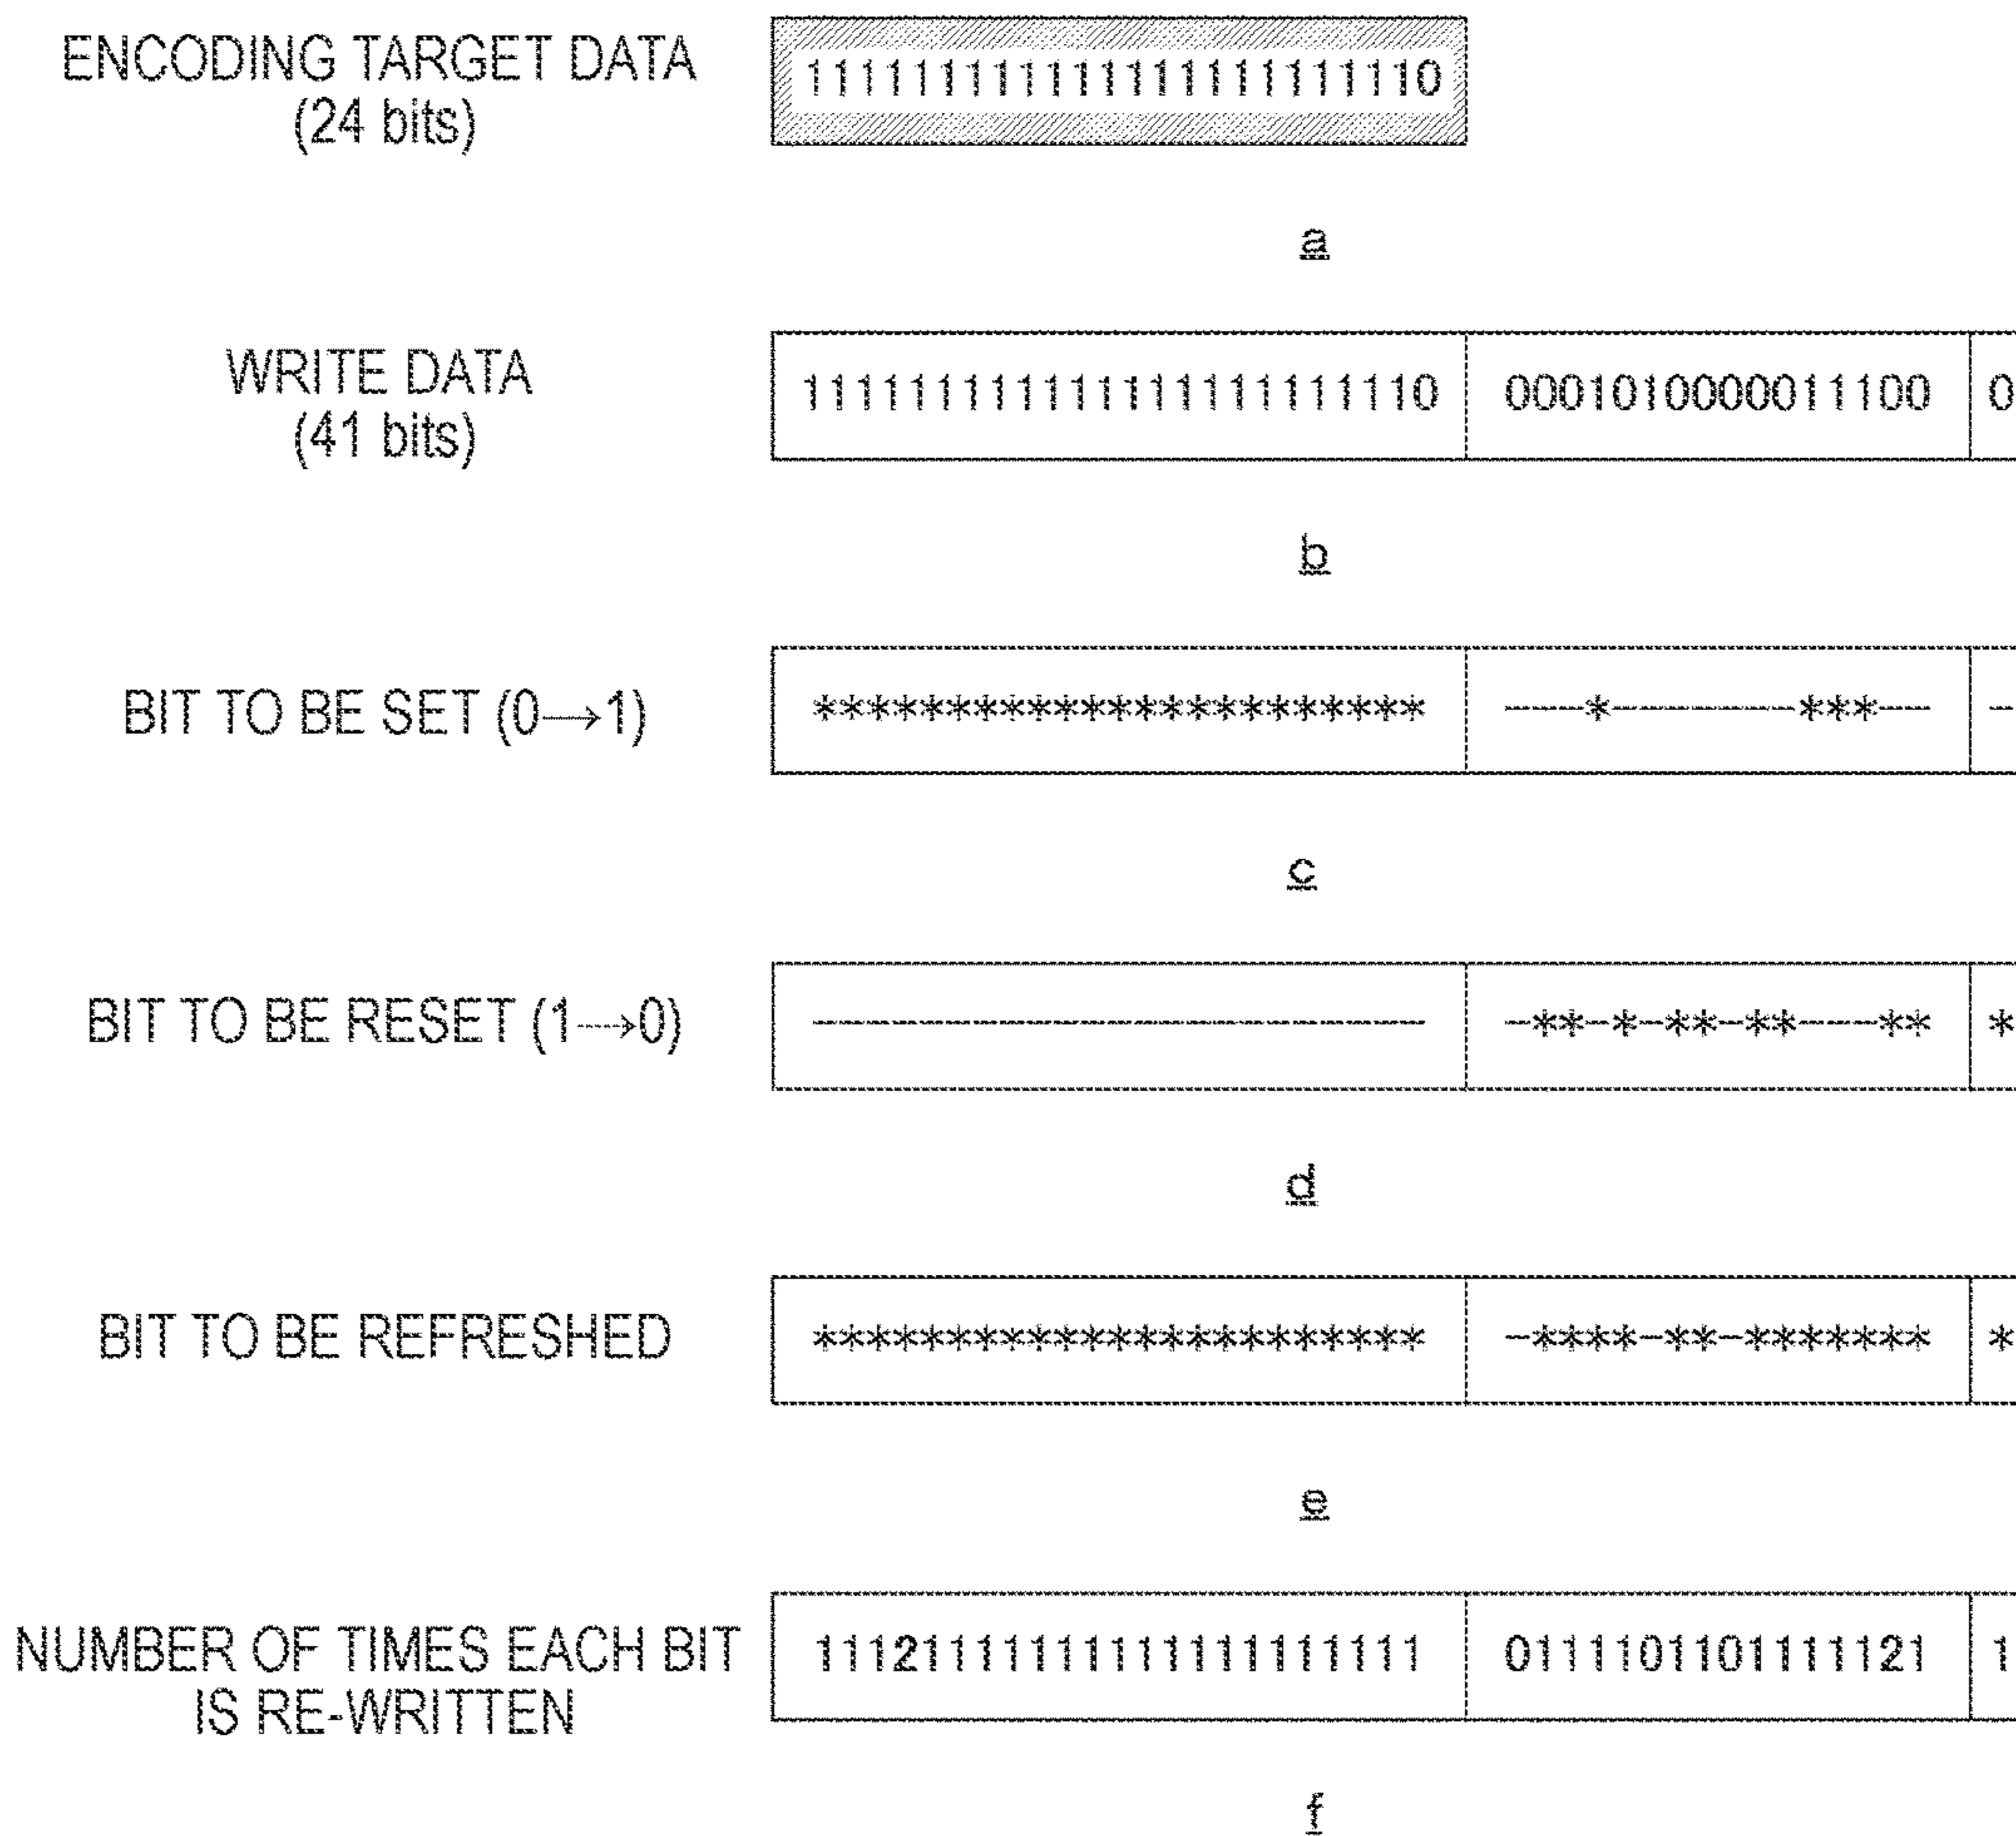 ENCODING TARGET DATA
(24 bits)
111111111111111111111110
a
WRITE DATA
(41 bits)
111111111111111111111110 0001010000011100 0
b
BIT TO BE SET (0→1)
*********************** ---*-------***-- -
c
BIT TO BE RESET (1→0)
----------------------- -**-*-**-**---** *
d
BIT TO BE REFRESHED
*********************** -****-**-******* *
e
NUMBER OF TIMES EACH BIT
IS RE-WRITTEN
11121111111111111111111 0111101101111121 1
f